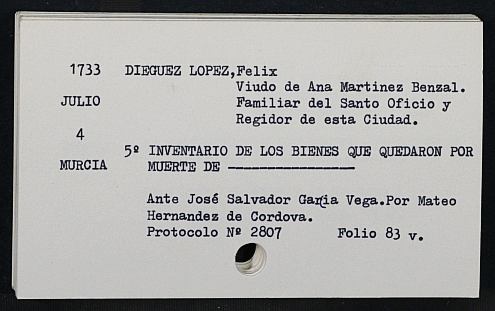 1733 DIEGUEZ LOPEZ,Felix
Viudo de Ana Martinez Benzal.
JULIO Familiar del Santo Oficio y
Regidor de esta Ciudad.
4
5º INVENTARIO DE LOS BIENES QUE QUEDARON POR
MURCIA MUERTE DE ----------------
Ante José Salvador Garcia Vega.Por Mateo
Hernandez de Cordova.
Protocolo Nº 2807 Folio 83 v.